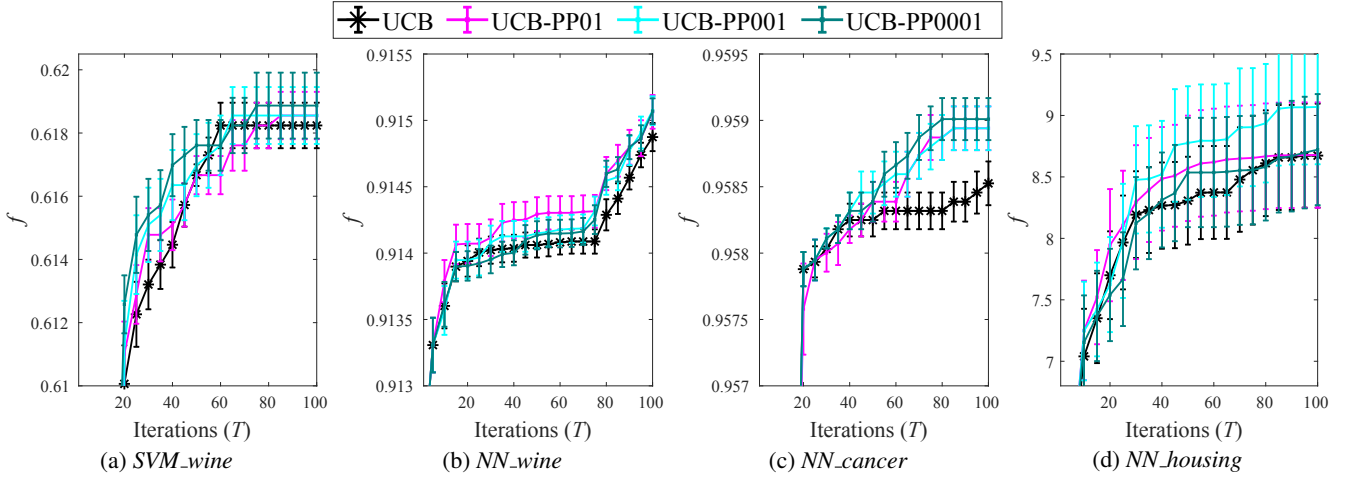 UCB UCB-PP01 UCB-PP001 UCB-PP0001
0.62
0.618
0.616
0.614
0.612
0.61
f
20 40 60 80 100
Iterations (T)
(a) SVM_wine
0.9155
0.915
0.9145
0.914
0.9135
0.913
f
20 40 60 80 100
Iterations (T)
(b) NN_wine
0.9595
0.959
0.9585
0.958
0.9575
0.957
f
20 40 60 80 100
Iterations (T)
(c) NN_cancer
9.5
9
8.5
8
7.5
7
f
20 40 60 80 100
Iterations (T)
(d) NN_housing